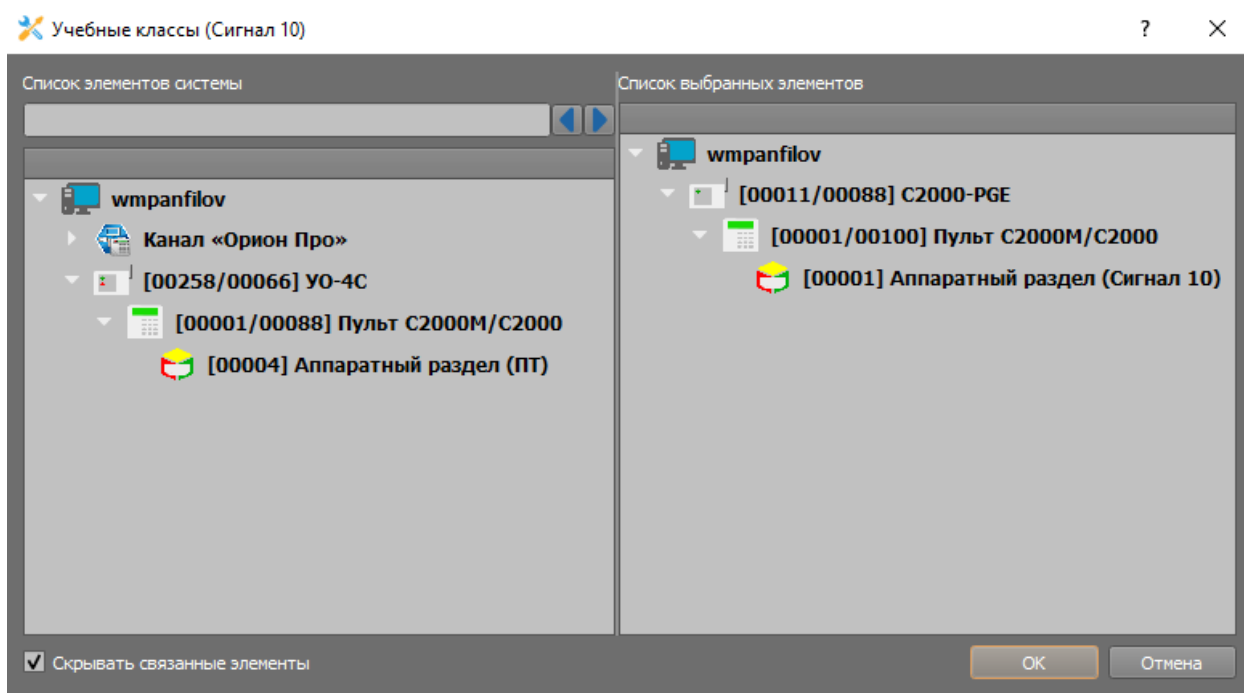 Учебные классы (Сигнал 10)
?
Список элементов системы
wmpanfilov
Канал «Орион Про»
[00258/00066] УО-4С
[00001/00088] Пульт С2000М/С2000
[00004] Аппаратный раздел (ПТ)
Список выбранных элементов
wmpanfilov
[00011/00088] С2000-PGE
[00001/00100] Пульт С2000М/С2000
[00001] Аппаратный раздел (Сигнал 10)
Скрывать связанные элементы
ОК
Отмена